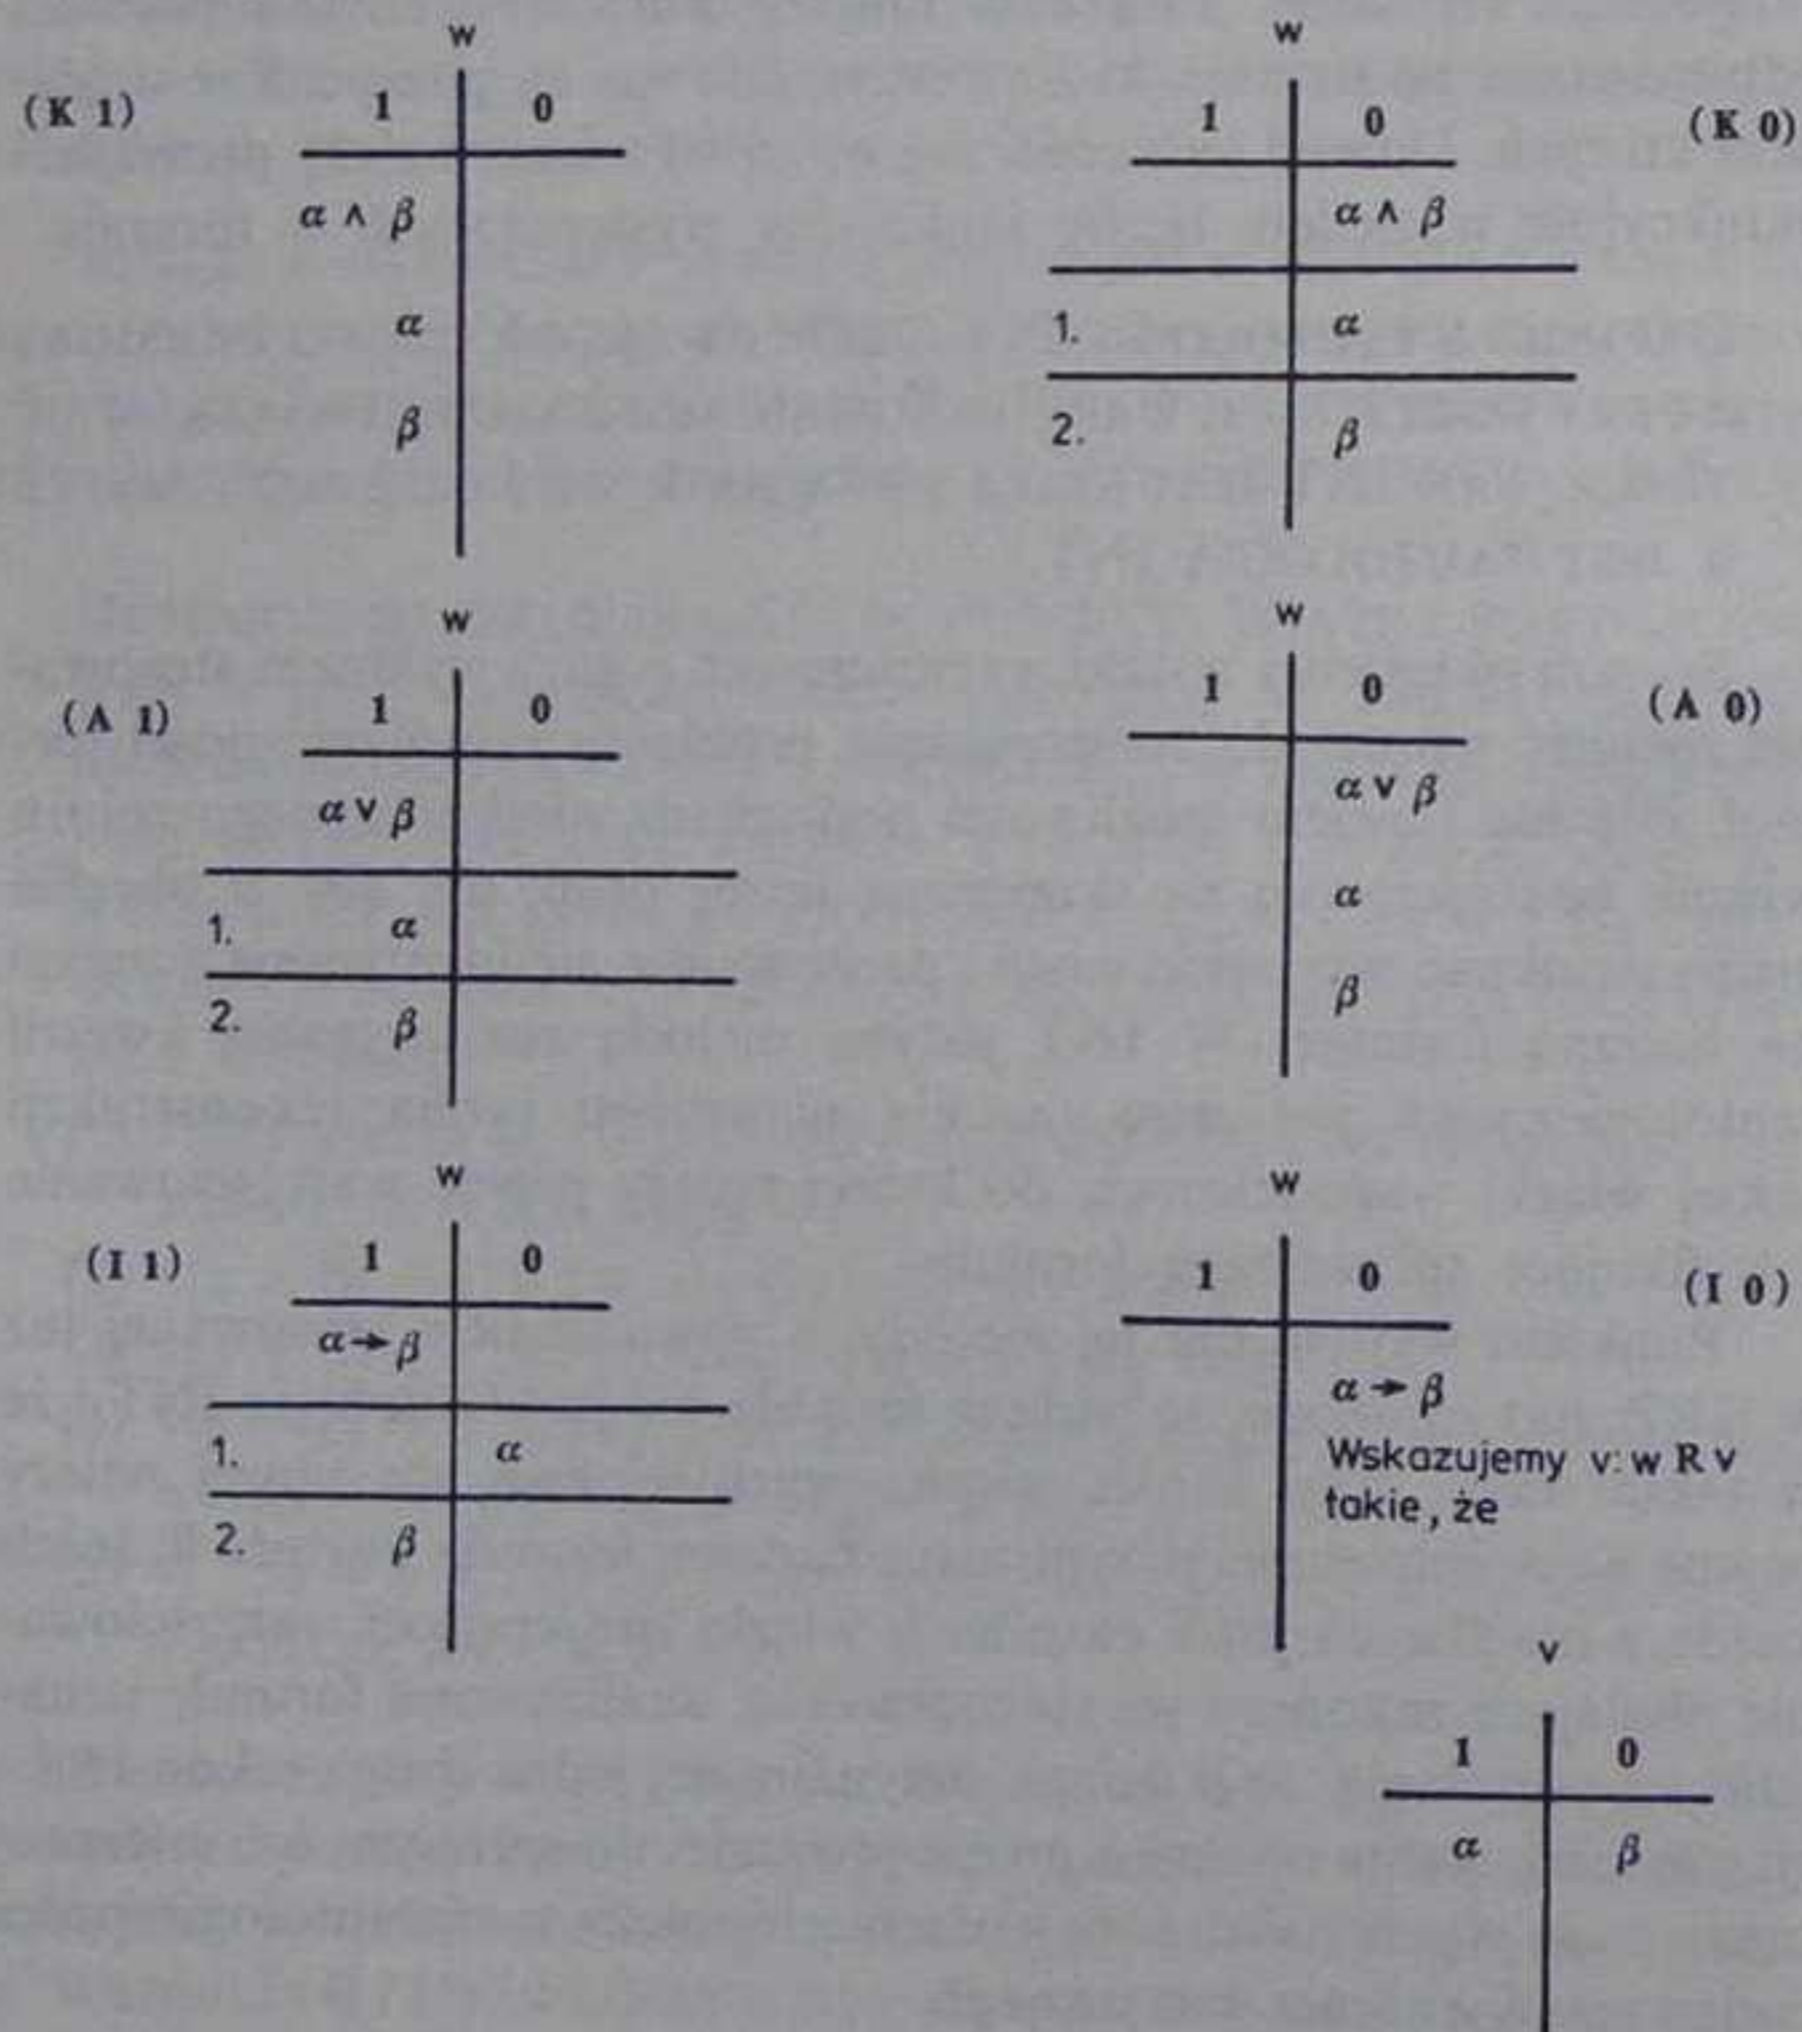 w w
(K 1) 1 0 1 0 (K 0)
α ∧ β α ∧ β
α 1. α
β 2. β
w w
(A 1) 1 0 1 0 (A 0)
α ∨ β α ∨ β
1. α α
2. β β
w w
(I 1) 1 0 1 0 (I 0)
α → β α → β
1. α Wskazujemy v: w R v
takie, że
2. β
v
1 0
α β